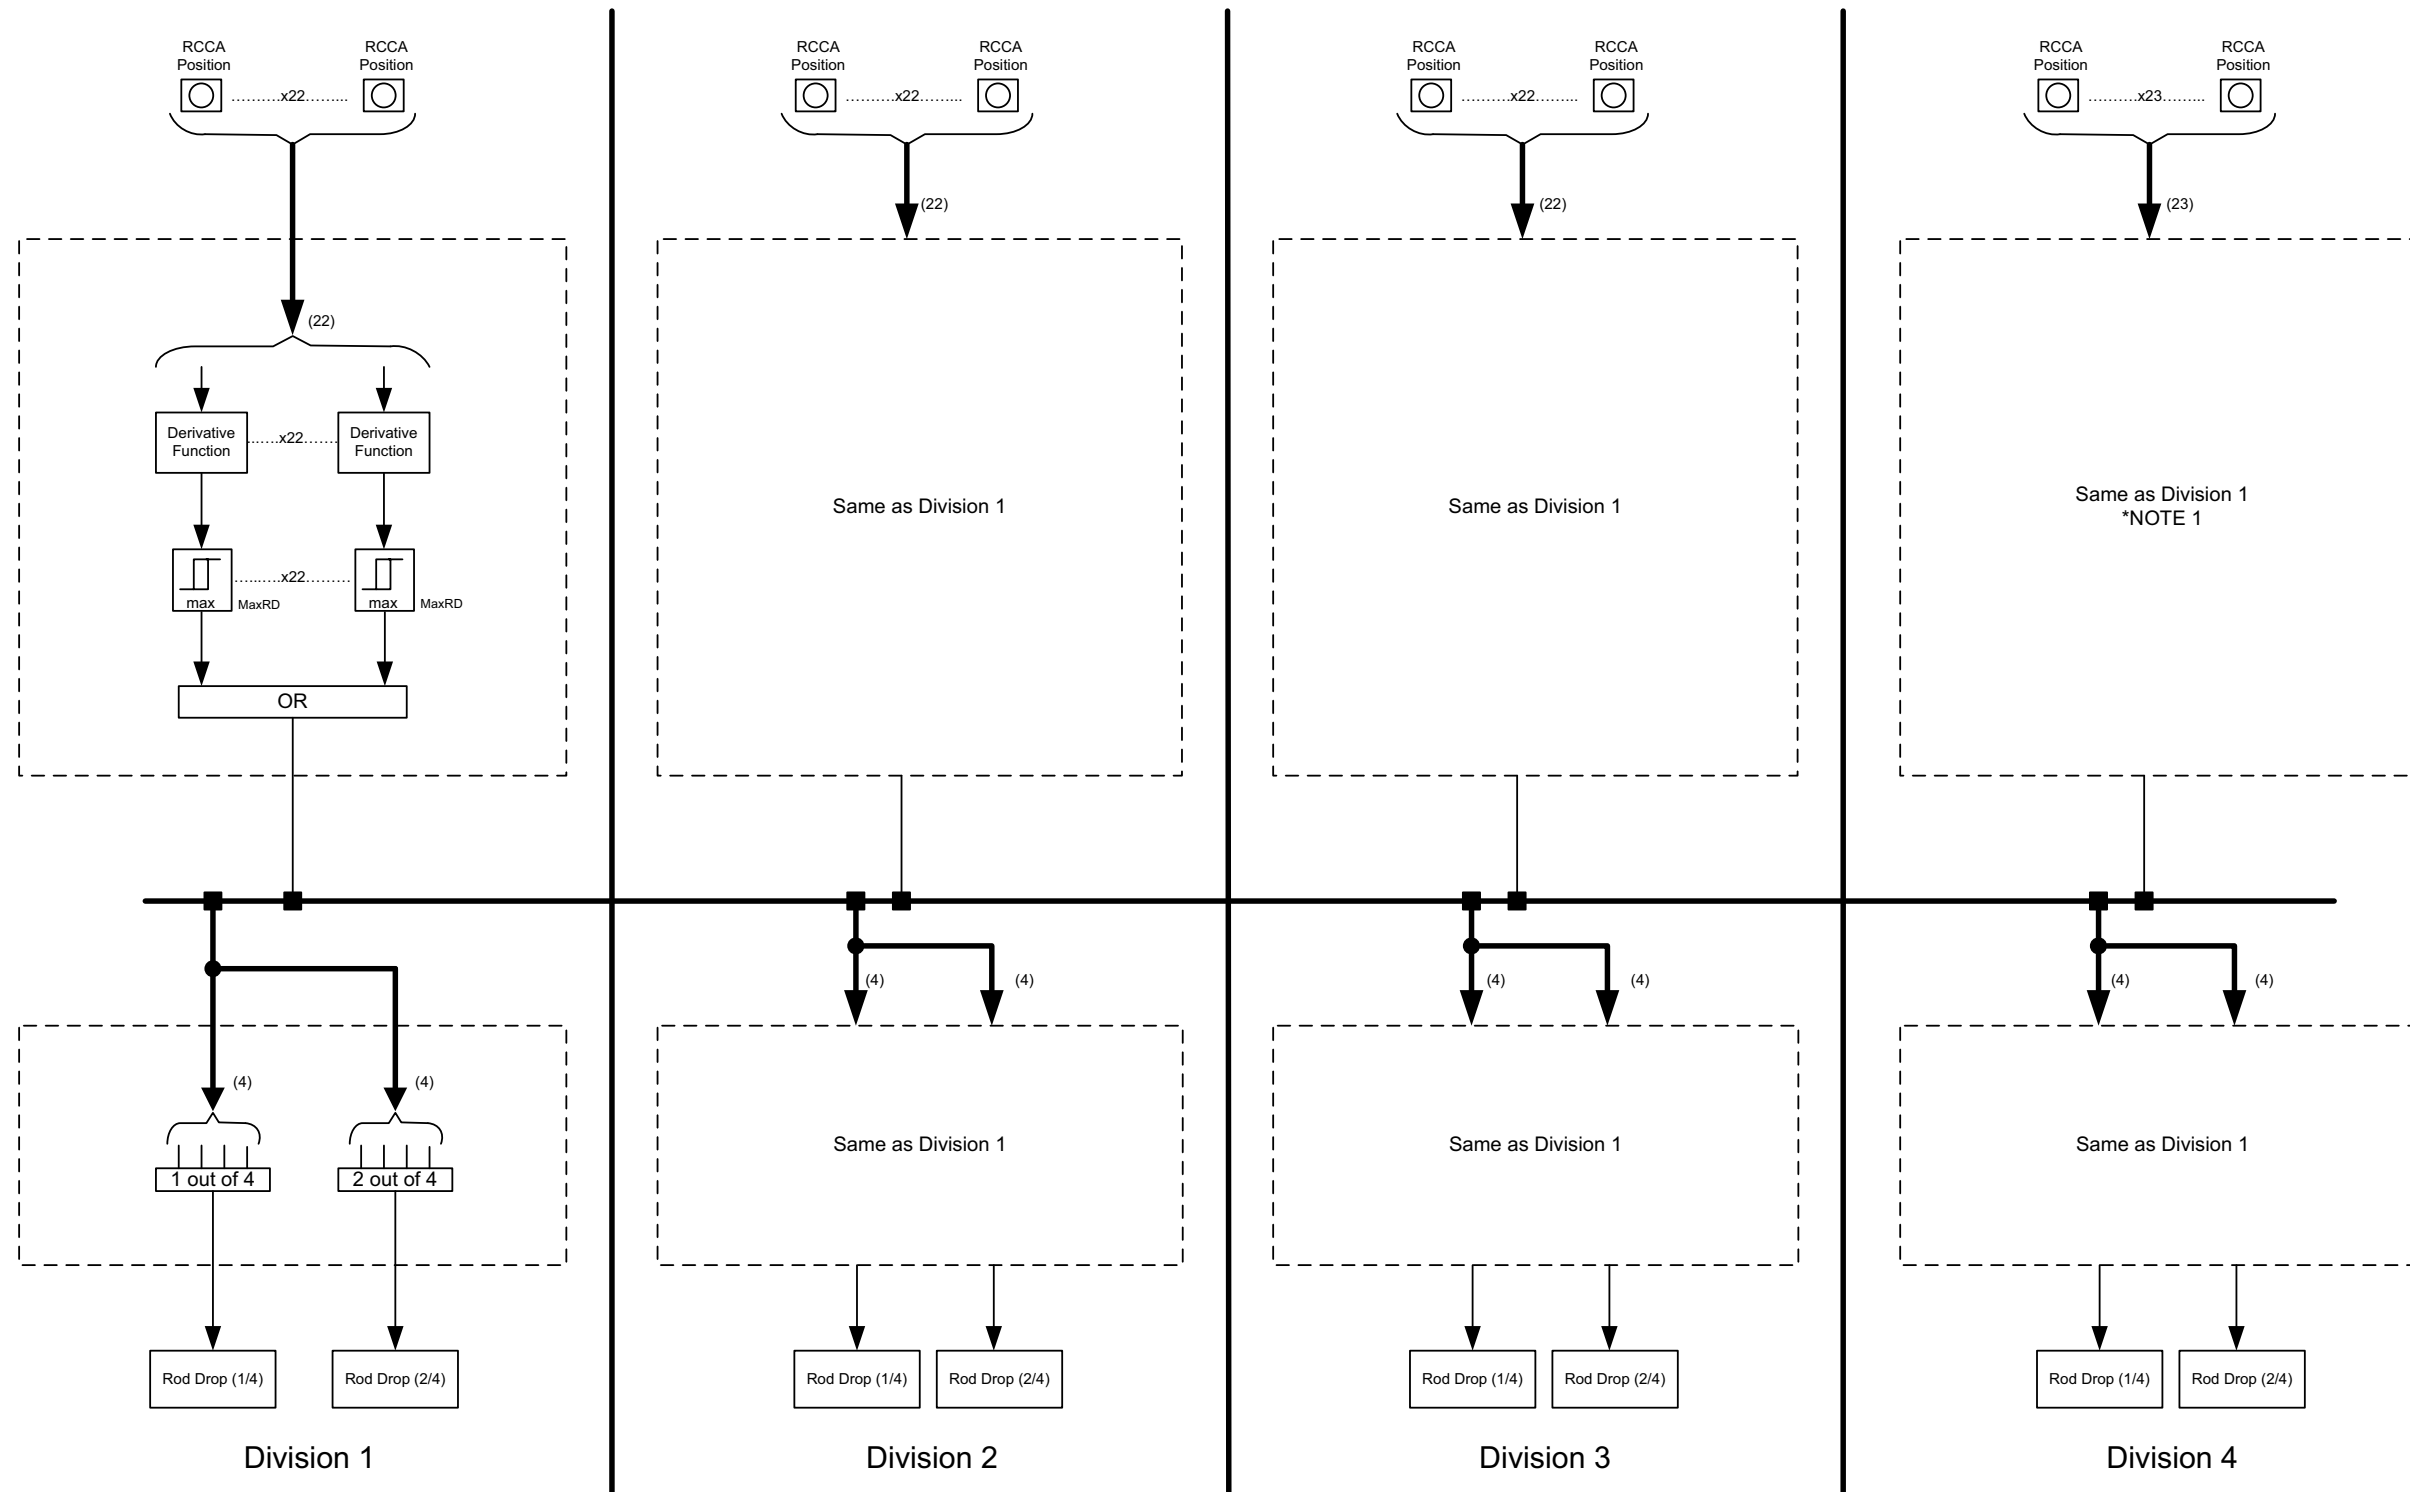 RCCA
Position
RCCA
Position
..........x22........
(22)
Derivative
Function
.......x22.......
Derivative
Function
max
MaxRD
.........x22.........
max
MaxRD
OR
(4)
(4)
1 out of 4
2 out of 4
Rod Drop (1/4)
Rod Drop (2/4)
Division 1
RCCA
Position
RCCA
Position
..........x22........
(22)
Same as Division 1
(4)
(4)
Same as Division 1
Rod Drop (1/4)
Rod Drop (2/4)
Division 2
RCCA
Position
RCCA
Position
..........x22........
(22)
Same as Division 1
(4)
(4)
Same as Division 1
Rod Drop (1/4)
Rod Drop (2/4)
Division 3
RCCA
Position
RCCA
Position
..........x23........
(23)
Same as Division 1
*NOTE 1
(4)
(4)
Same as Division 1
Rod Drop (1/4)
Rod Drop (2/4)
Division 4